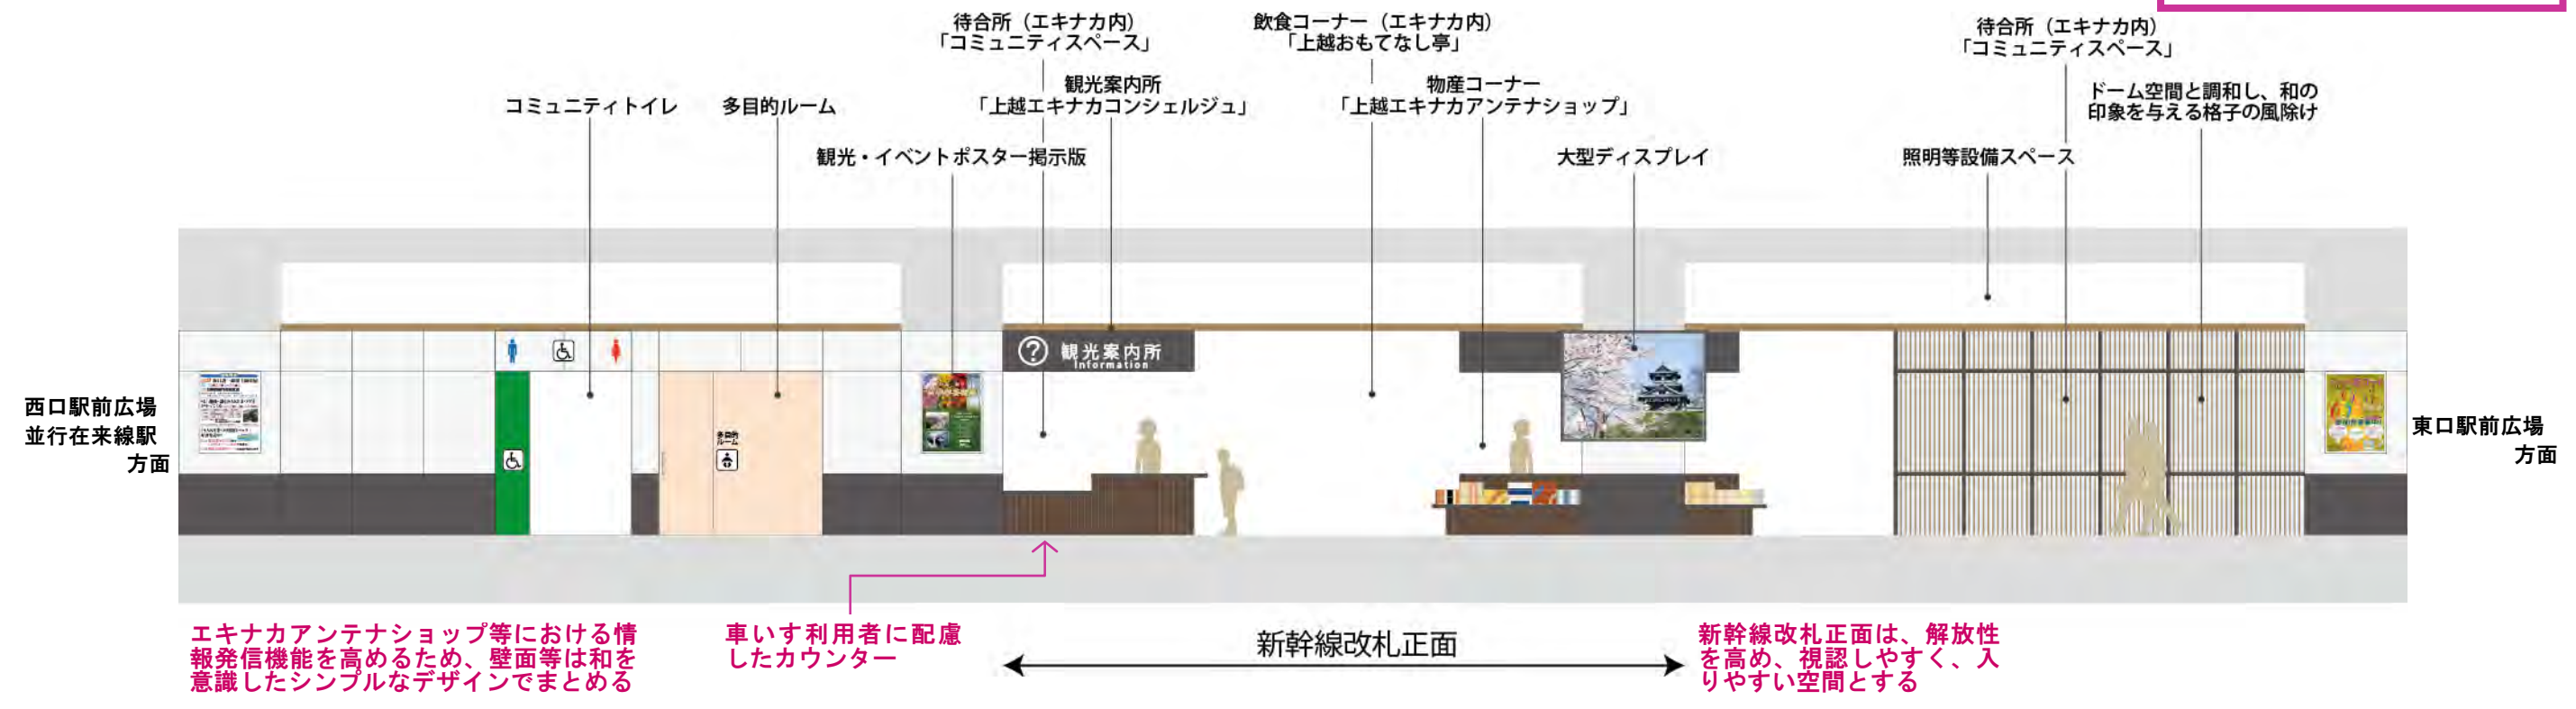 待合所（エキナカ内）
「コミュニティスペース」
飲食コーナー（エキナカ内）
「上越おもてなし亭」
待合所（エキナカ内）
「コミュニティスペース」
観光案内所
「上越エキナカコンシェルジュ」
物産コーナー
「上越エキナカアンテナショップ」
ドーム空間と調和し、和の
印象を与える格子の風除け
コミュニティトイレ
多目的ルーム
観光・イベントポスター掲示版
大型ディスプレイ
照明等設備スペース
? 観光案内所
Information
西口駅前広場
並行在来線駅
方面
多目的
ルーム
東口駅前広場
方面
エキナカアンテナショップ等における情
報発信機能を高めるため、壁面等は和を
意識したシンプルなデザインでまとめる
車いす利用者に配慮
したカウンター
新幹線改札正面
新幹線改札正面は、解放性
を高め、視認しやすく、入
りやすい空間とする